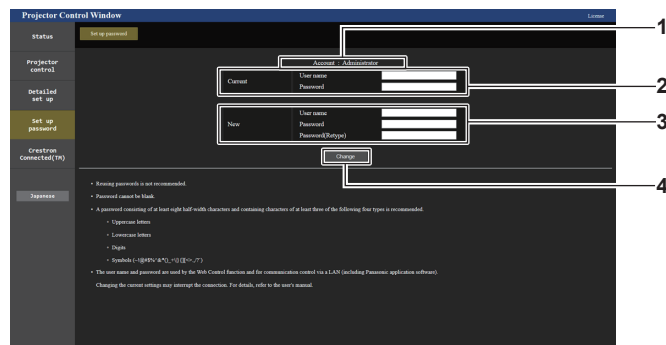 Projector Control Window
License
Status
Set up password
1
Account : Administrator
Projector
control
Current
User name
Password
2
Detailed
set up
New
User name
Password
Password(Retype)
3
Set up
password
Change
Crestron
Connected(TM)
4
Japanese
• Reusing passwords is not recommended.
• Password cannot be blank.
• A password consisting of at least eight half-width characters and containing characters of at least three of the following four types is recommended.
◦ Uppercase letters
◦ Lowercase letters
◦ Digits
◦ Symbols
• The user name and password are used by the Web Control function and for communication control via a LAN (including Panasonic application software).
Changing the current settings may interrupt the connection. For details, refer to the user's manual.